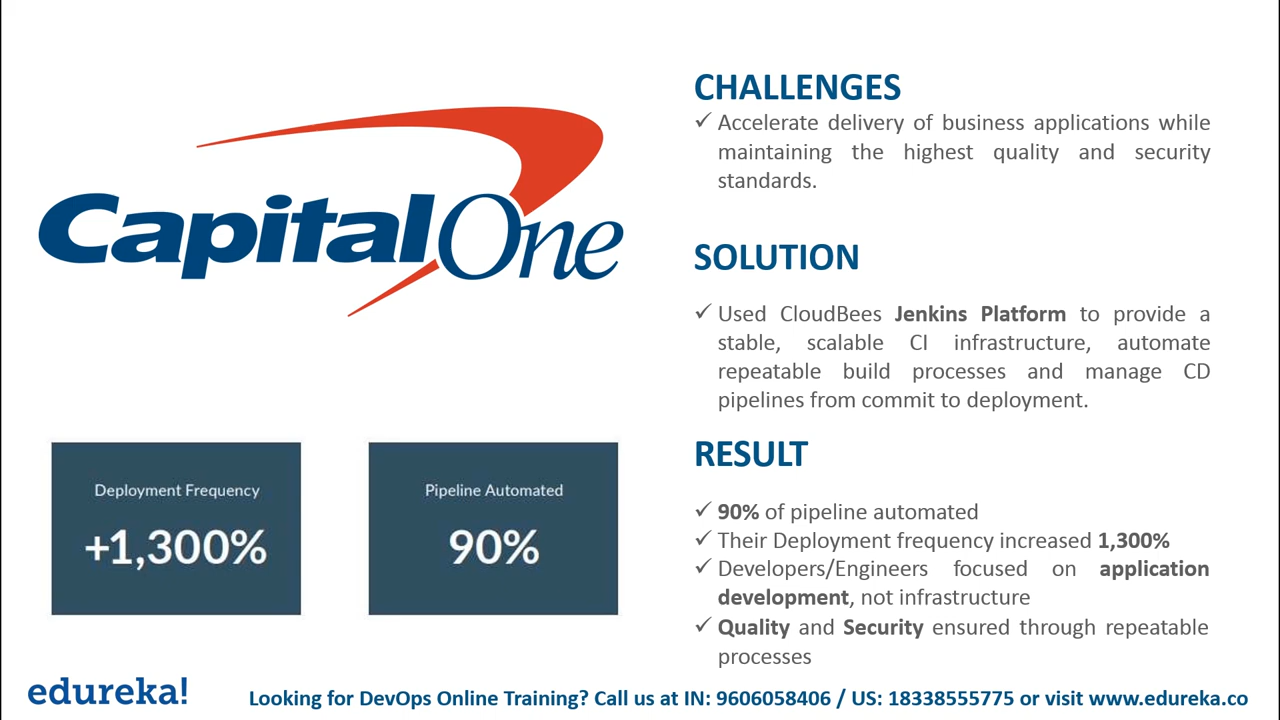 Capital One
CHALLENGES
✓ Accelerate delivery of business applications while
maintaining the highest quality and security
standards.
SOLUTION
✓ Used CloudBees Jenkins Platform to provide a
stable, scalable CI infrastructure, automate
repeatable build processes and manage CD
pipelines from commit to deployment.
Deployment Frequency
+1,300%
Pipeline Automated
90%
RESULT
✓ 90% of pipeline automated
✓ Their Deployment frequency increased 1,300%
✓ Developers/Engineers focused on application
development, not infrastructure
✓ Quality and Security ensured through repeatable
processes
edureka!
Looking for DevOps Online Training? Call us at IN: 9606058406 / US: 18338555775 or visit www.edureka.co